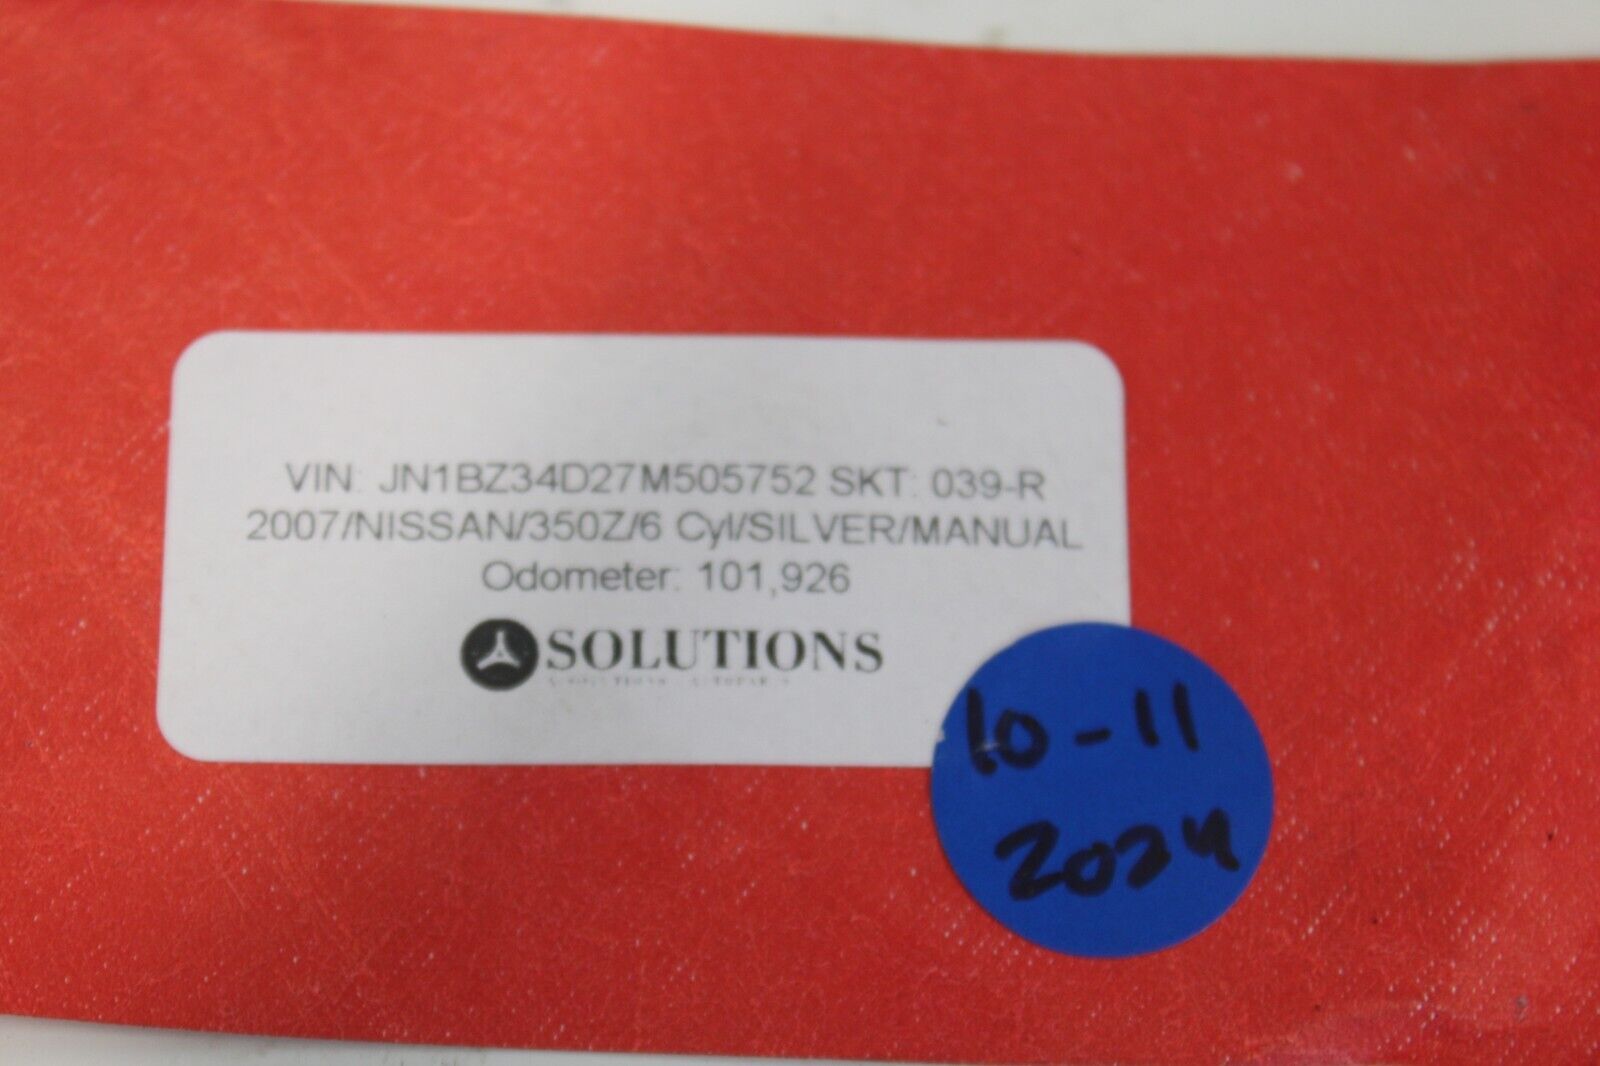 VIN: JN1BZ34D27M505752 SKT: 039-R
2007/NISSAN/350Z/6 Cyl/SILVER/MANUAL
Odometer: 101,926
SOLUTIONS
10-11
2024